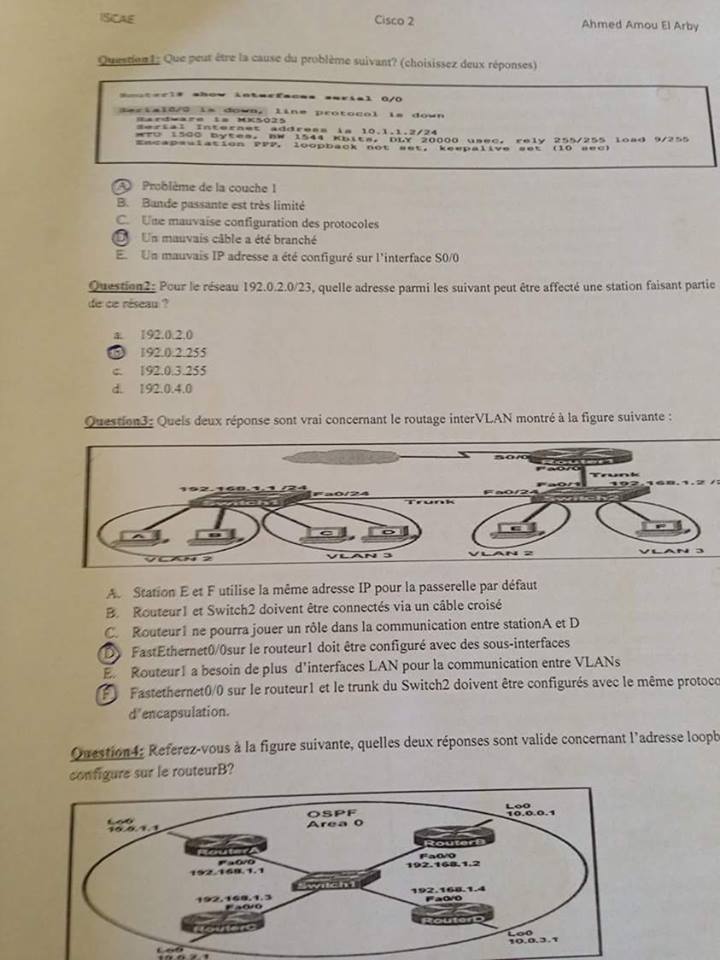 ISCAE Cisco 2 Ahmed Amou El Arby
Question1: Que peut être la cause du problème suivant? (choisissez deux réponses)
Router1# show interfaces serial 0/0
Serial0/0 is down, line protocol is down
Hardware is MK5025
Serial Internet address is 10.1.1.2/24
MTU 1500 bytes, BW 1544 Kbits, DLY 20000 usec, rely 255/255 load 9/255
Encapsulation PPP, loopback not set, keepalive set (10 sec)
A. Problème de la couche 1
B. Bande passante est très limité
C. Une mauvaise configuration des protocoles
D. Un mauvais câble a été branché
E. Un mauvais IP adresse a été configuré sur l'interface S0/0
Question2: Pour le réseau 192.0.2.0/23, quelle adresse parmi les suivant peut être affecté une station faisant partie
de ce réseau ?
a. 192.0.2.0
192.0.2.255
c. 192.0.3.255
d. 192.0.4.0
Question3: Quels deux réponse sont vrai concernant le routage interVLAN montré à la figure suivante :
S0/0 Router1
Fa0/0
Trunk
192.168.1.1 /24 Fa0/1 192.168.1.2 /
Switch1 Fa0/24 Trunk Fa0/24 Switch2
A B C D E F
VLAN 2 VLAN 3 VLAN 2 VLAN 3
A. Station E et F utilise la même adresse IP pour la passerelle par défaut
B. Routeur1 et Switch2 doivent être connectés via un câble croisé
C. Routeur1 ne pourra jouer un rôle dans la communication entre stationA et D
D. FastEthernet0/0sur le routeur1 doit être configuré avec des sous-interfaces
E. Routeur1 a besoin de plus d'interfaces LAN pour la communication entre VLANs
F. Fastethernet0/0 sur le routeur1 et le trunk du Switch2 doivent être configurés avec le même protoco
d'encapsulation.
Question4: Referez-vous à la figure suivante, quelles deux réponses sont valide concernant l'adresse loopb
configure sur le routeurB?
OSPF
Area 0
Lo0
10.0.1.1
Lo0
10.0.0.1
RouterA
Fa0/0
192.168.1.1
RouterB
Fa0/0
192.168.1.2
Switch1
192.168.1.3
Fa0/0
RouterC
192.168.1.4
Fa0/0
RouterD
Lo0
10.0.2.1
Lo0
10.0.3.1